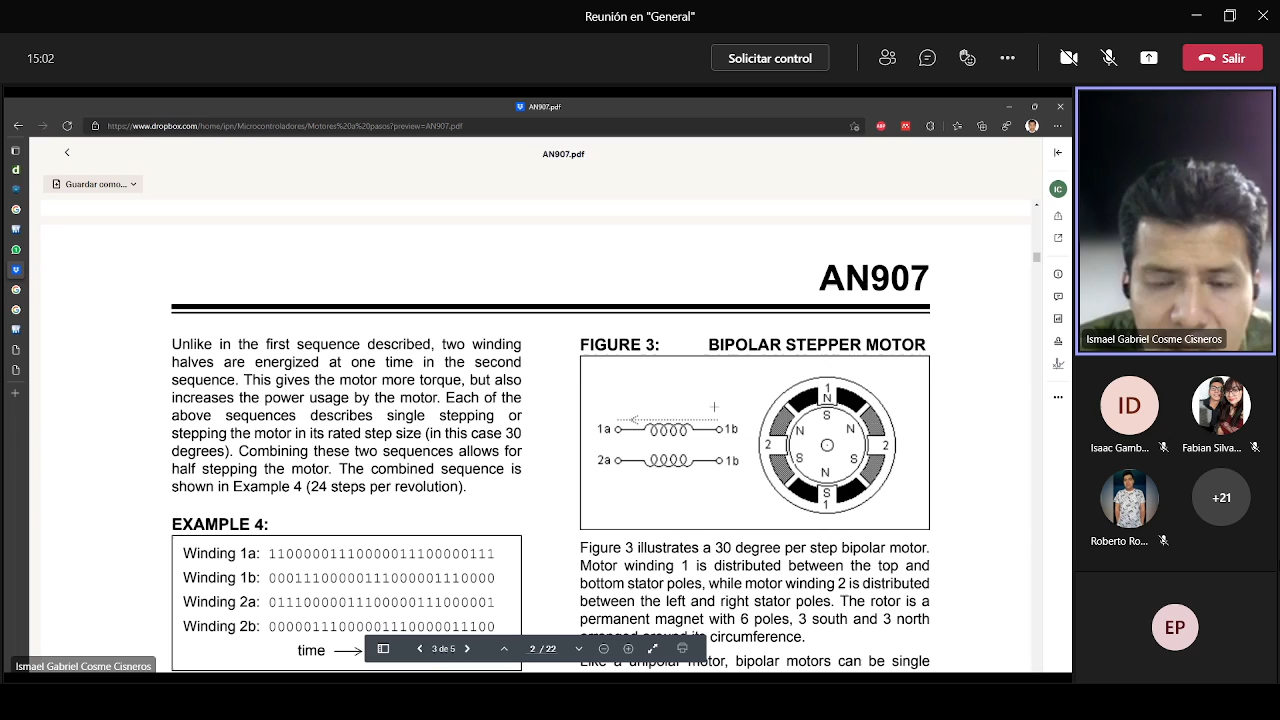 Reunión en "General"
15:02
Solicitar control
Salir
AN907.pdf
https://www.dropbox.com/home/ipn/Microcontroladores/Motores%20a%20pasos?preview=AN907.pdf
AN907.pdf
Guardar como...
IC
AN907
Unlike in the first sequence described, two winding
halves are energized at one time in the second
sequence. This gives the motor more torque, but also
increases the power usage by the motor. Each of the
above sequences describes single stepping or
stepping the motor in its rated step size (in this case 30
degrees). Combining these two sequences allows for
half stepping the motor. The combined sequence is
shown in Example 4 (24 steps per revolution).
EXAMPLE 4:
Winding 1a: 11000001110000011100000111
Winding 1b: 000111000001110000001110000
Winding 2a: 01110000011100000111000001
Winding 2b: 000001110000011100000011100
time
FIGURE 3: BIPOLAR STEPPER MOTOR
1a 1b
2a 1b
1
N
S
N N
2 2
S S
N
S
1
Figure 3 illustrates a 30 degree per step bipolar motor.
Motor winding 1 is distributed between the top and
bottom stator poles, while motor winding 2 is distributed
between the left and right stator poles. The rotor is a
permanent magnet with 6 poles, 3 south and 3 north
arranged around its circumference.
Like a unipolar motor, bipolar motors can be single
3 de 5
2 / 22
Ismael Gabriel Cosme Cisneros
Ismael Gabriel Cosme Cisneros
ID
Isaac Gamb...
Fabian Silva...
Roberto Ro...
+21
EP